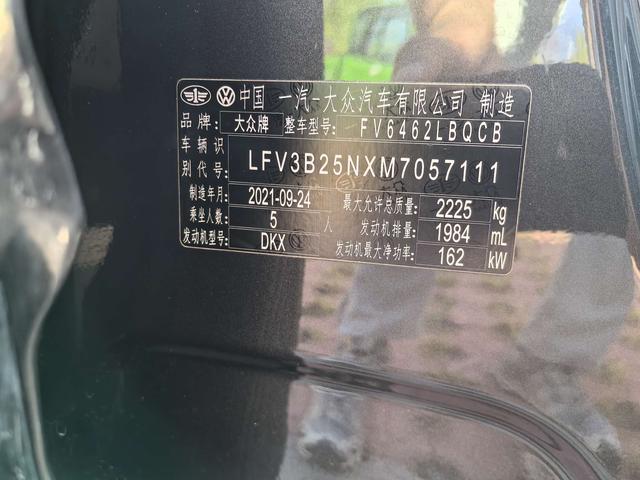 中国 一汽-大众汽车有限公司 制造
品牌: 大众牌 整车型号: FV6462LBQCB
车辆识别代号: LFV3B25NXM7057111
制造年月: 2021-09-24 最大允许总质量: 2225 kg
乘坐人数: 5 人 发动机排量: 1984 mL
发动机型号: DKX 发动机最大净功率: 162 kW